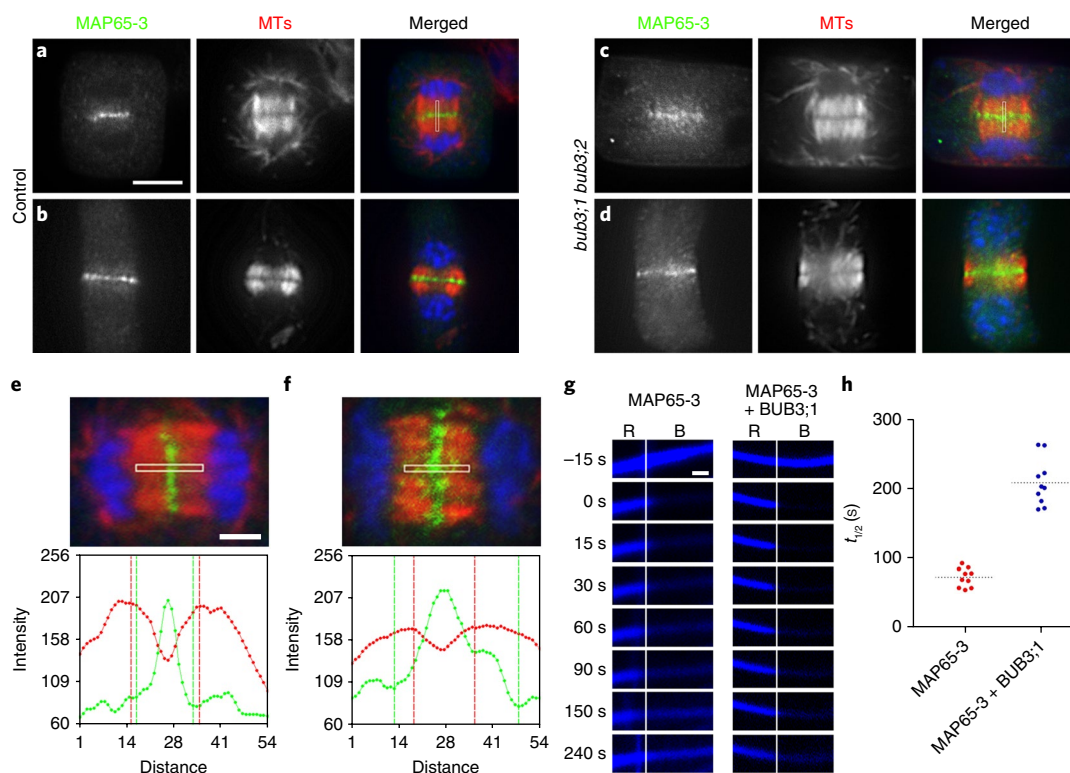 MAP65-3 MTs Merged MAP65-3 MTs Merged
a
c
Control
bub3;1 bub3;2
b
d
e
f
g
h
MAP65-3
MAP65-3
+ BUB3;1
R B R B
–15 s
0 s
15 s
30 s
60 s
90 s
150 s
240 s
Intensity
256
207
158
109
60
1 14 28 41 54
Distance
Intensity
256
207
158
109
60
1 14 28 41 54
Distance
t1/2 (s)
300
200
100
0
MAP65-3
MAP65-3 + BUB3;1